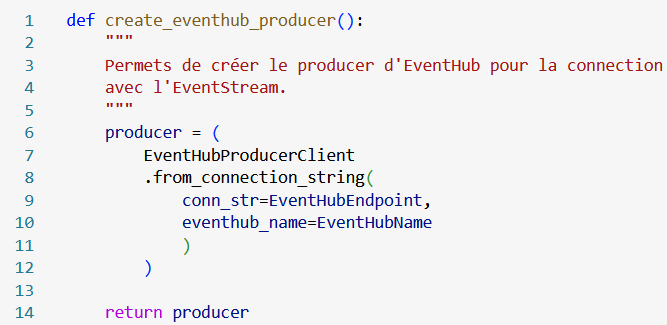 1 def create_eventhub_producer():
2 """
3 Permets de créer le producer d'EventHub pour la connection
4 avec l'EventStream.
5 """
6 producer = (
7 EventHubProducerClient
8 .from_connection_string(
9 conn_str=EventHubEndpoint,
10 eventhub_name=EventHubName
11 )
12 )
13
14 return producer